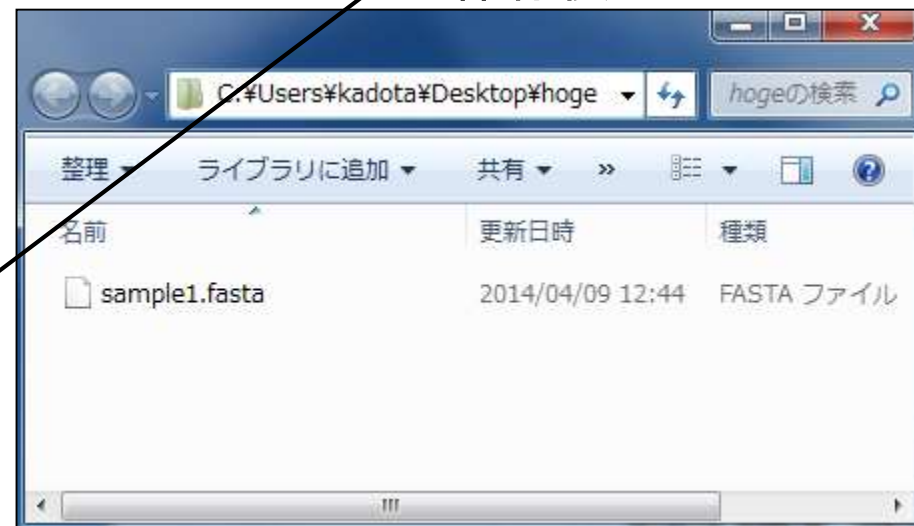 C:¥Users¥kadota¥Desktop¥hoge
hogeの検索
整理 ライブラリに追加 共有 »
名前 更新日時 種類
sample1.fasta 2014/04/09 12:44 FASTA ファイル